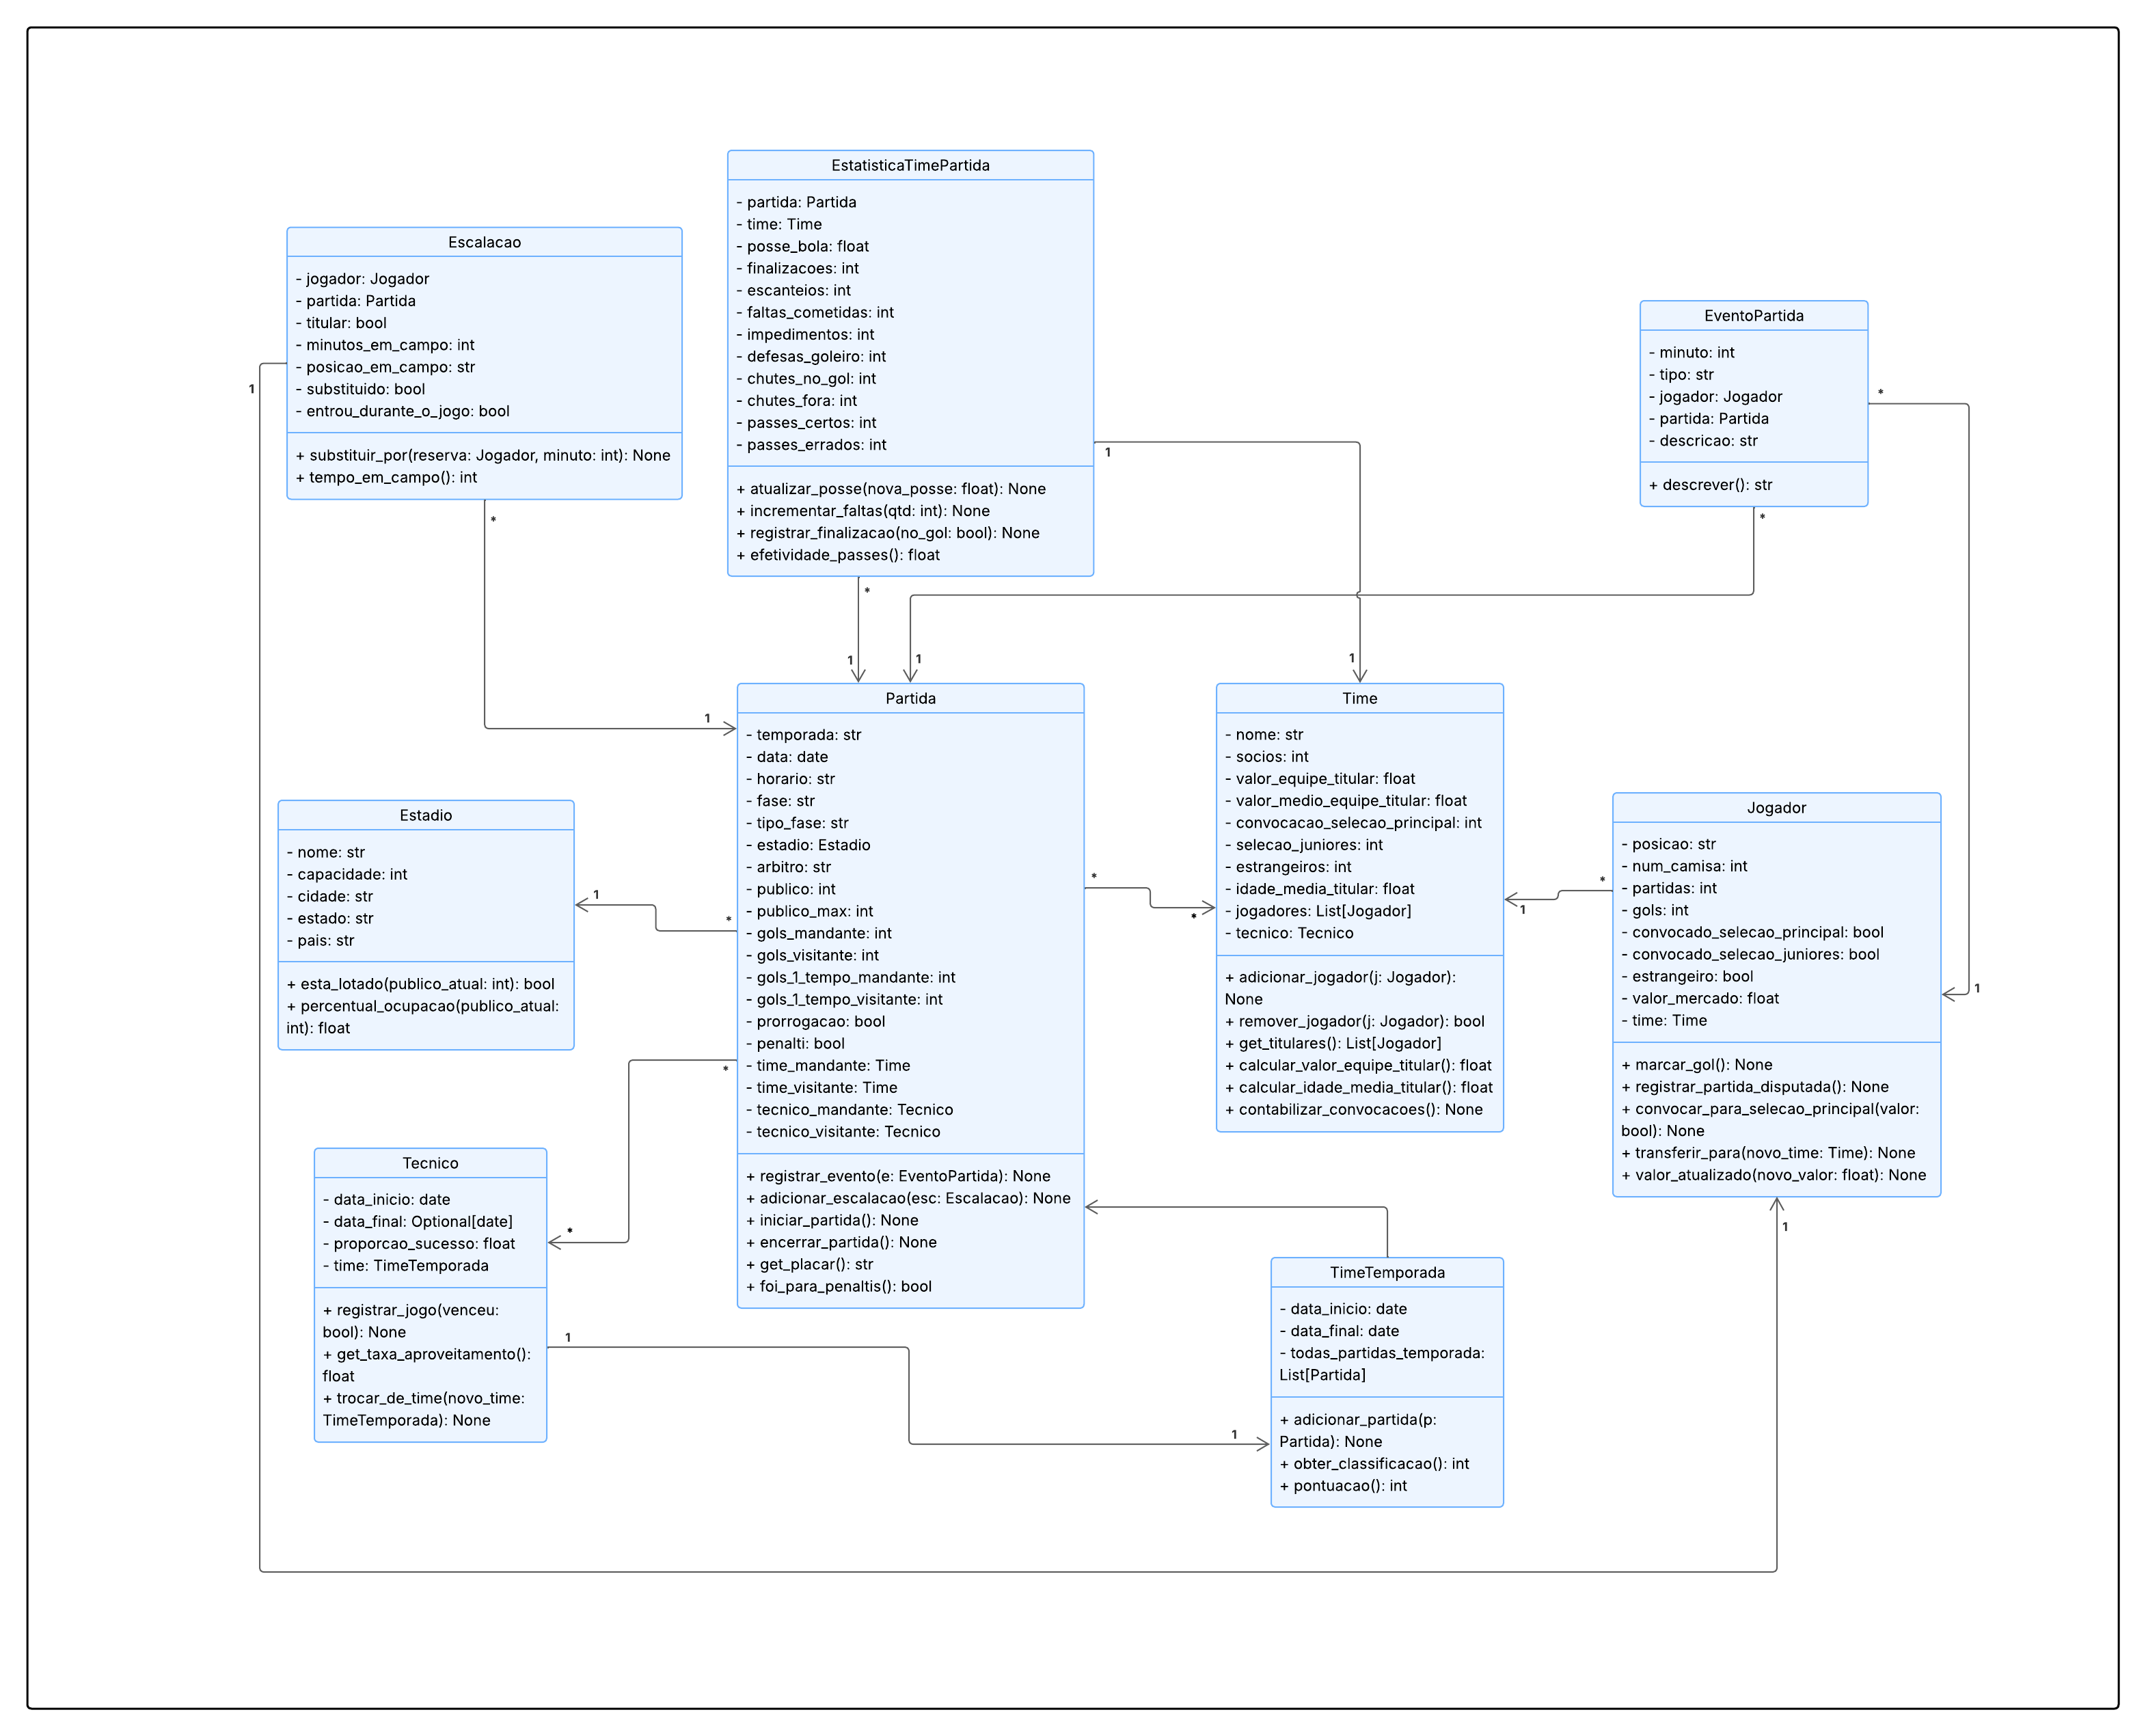 EstatisticaTimePartida
- partida: Partida
- time: Time
- posse_bola: float
- finalizacoes: int
- escanteios: int
- faltas_cometidas: int
- impedimentos: int
- defesas_goleiro: int
- chutes_no_gol: int
- chutes_fora: int
- passes_certos: int
- passes_errados: int
+ atualizar_posse(nova_posse: float): None
+ incrementar_faltas(qtd: int): None
+ registrar_finalizacao(no_gol: bool): None
+ efetividade_passes(): float
1
*
1
1
1
Escalacao
- jogador: Jogador
- partida: Partida
- titular: bool
- minutos_em_campo: int
- posicao_em_campo: str
- substituido: bool
- entrou_durante_o_jogo: bool
+ substituir_por(reserva: Jogador, minuto: int): None
+ tempo_em_campo(): int
1
*
1
EventoPartida
- minuto: int
- tipo: str
- jogador: Jogador
- partida: Partida
- descricao: str
+ descrever(): str
*
*
Partida
- temporada: str
- data: date
- horario: str
- fase: str
- tipo_fase: str
- estadio: Estadio
- arbitro: str
- publico: int
- publico_max: int
- gols_mandante: int
- gols_visitante: int
- gols_1_tempo_mandante: int
- gols_1_tempo_visitante: int
- prorrogacao: bool
- penalti: bool
- time_mandante: Time
- time_visitante: Time
- tecnico_mandante: Tecnico
- tecnico_visitante: Tecnico
+ registrar_evento(e: EventoPartida): None
+ adicionar_escalacao(esc: Escalacao): None
+ iniciar_partida(): None
+ encerrar_partida(): None
+ get_placar(): str
+ foi_para_penaltis(): bool
*
*
Time
- nome: str
- socios: int
- valor_equipe_titular: float
- valor_medio_equipe_titular: float
- convocacao_selecao_principal: int
- selecao_juniores: int
- estrangeiros: int
- idade_media_titular: float
- jogadores: List[Jogador]
- tecnico: Tecnico
+ adicionar_jogador(j: Jogador):
None
+ remover_jogador(j: Jogador): bool
+ get_titulares(): List[Jogador]
+ calcular_valor_equipe_titular(): float
+ calcular_idade_media_titular(): float
+ contabilizar_convocacoes(): None
1
*
Jogador
- posicao: str
- num_camisa: int
- partidas: int
- gols: int
- convocado_selecao_principal: bool
- convocado_selecao_juniores: bool
- estrangeiro: bool
- valor_mercado: float
- time: Time
+ marcar_gol(): None
+ registrar_partida_disputada(): None
+ convocar_para_selecao_principal(valor:
bool): None
+ transferir_para(novo_time: Time): None
+ valor_atualizado(novo_valor: float): None
1
1
Estadio
- nome: str
- capacidade: int
- cidade: str
- estado: str
- pais: str
+ esta_lotado(publico_atual: int): bool
+ percentual_ocupacao(publico_atual:
int): float
1
*
*
*
Tecnico
- data_inicio: date
- data_final: Optional[date]
- proporcao_sucesso: float
- time: TimeTemporada
+ registrar_jogo(venceu:
bool): None
+ get_taxa_aproveitamento():
float
+ trocar_de_time(novo_time:
TimeTemporada): None
1
1
TimeTemporada
- data_inicio: date
- data_final: date
- todas_partidas_temporada:
List[Partida]
+ adicionar_partida(p:
Partida): None
+ obter_classificacao(): int
+ pontuacao(): int